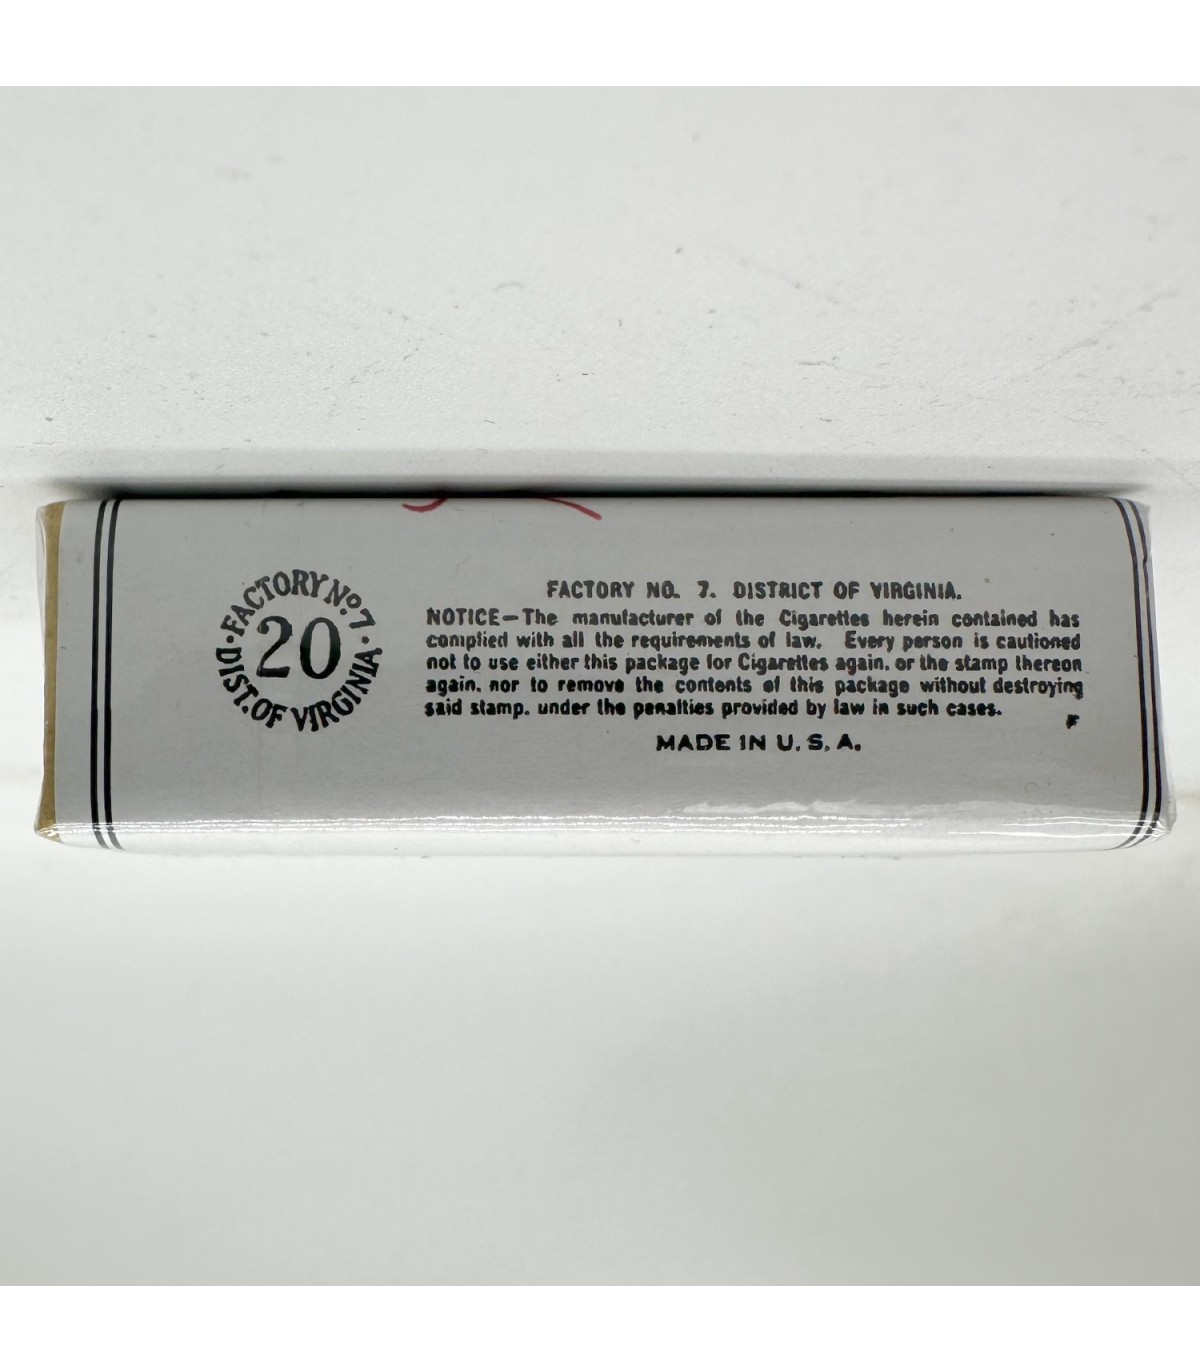 FACTORY No. 7
20
DIST. OF VIRGINIA
FACTORY NO. 7. DISTRICT OF VIRGINIA.
NOTICE—The manufacturer of the Cigarettes herein contained has
complied with all the requirements of law. Every person is cautioned
not to use either this package for Cigarettes again, or the stamp thereon
again, nor to remove the contents of this package without destroying
said stamp, under the penalties provided by law in such cases.
F
MADE IN U. S. A.